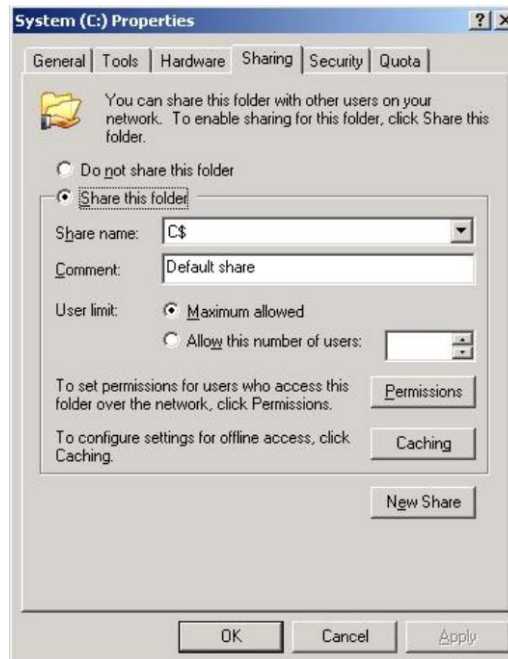 System (C:) Properties
General Tools Hardware Sharing Security Quota
You can share this folder with other users on your
network. To enable sharing for this folder, click Share this
folder.
Do not share this folder
Share this folder
Share name: C$
Comment: Default share
User limit: Maximum allowed
Allow this number of users:
To set permissions for users who access this
folder over the network, click Permissions.
Permissions
To configure settings for offline access, click
Caching.
Caching
New Share
OK Cancel Apply